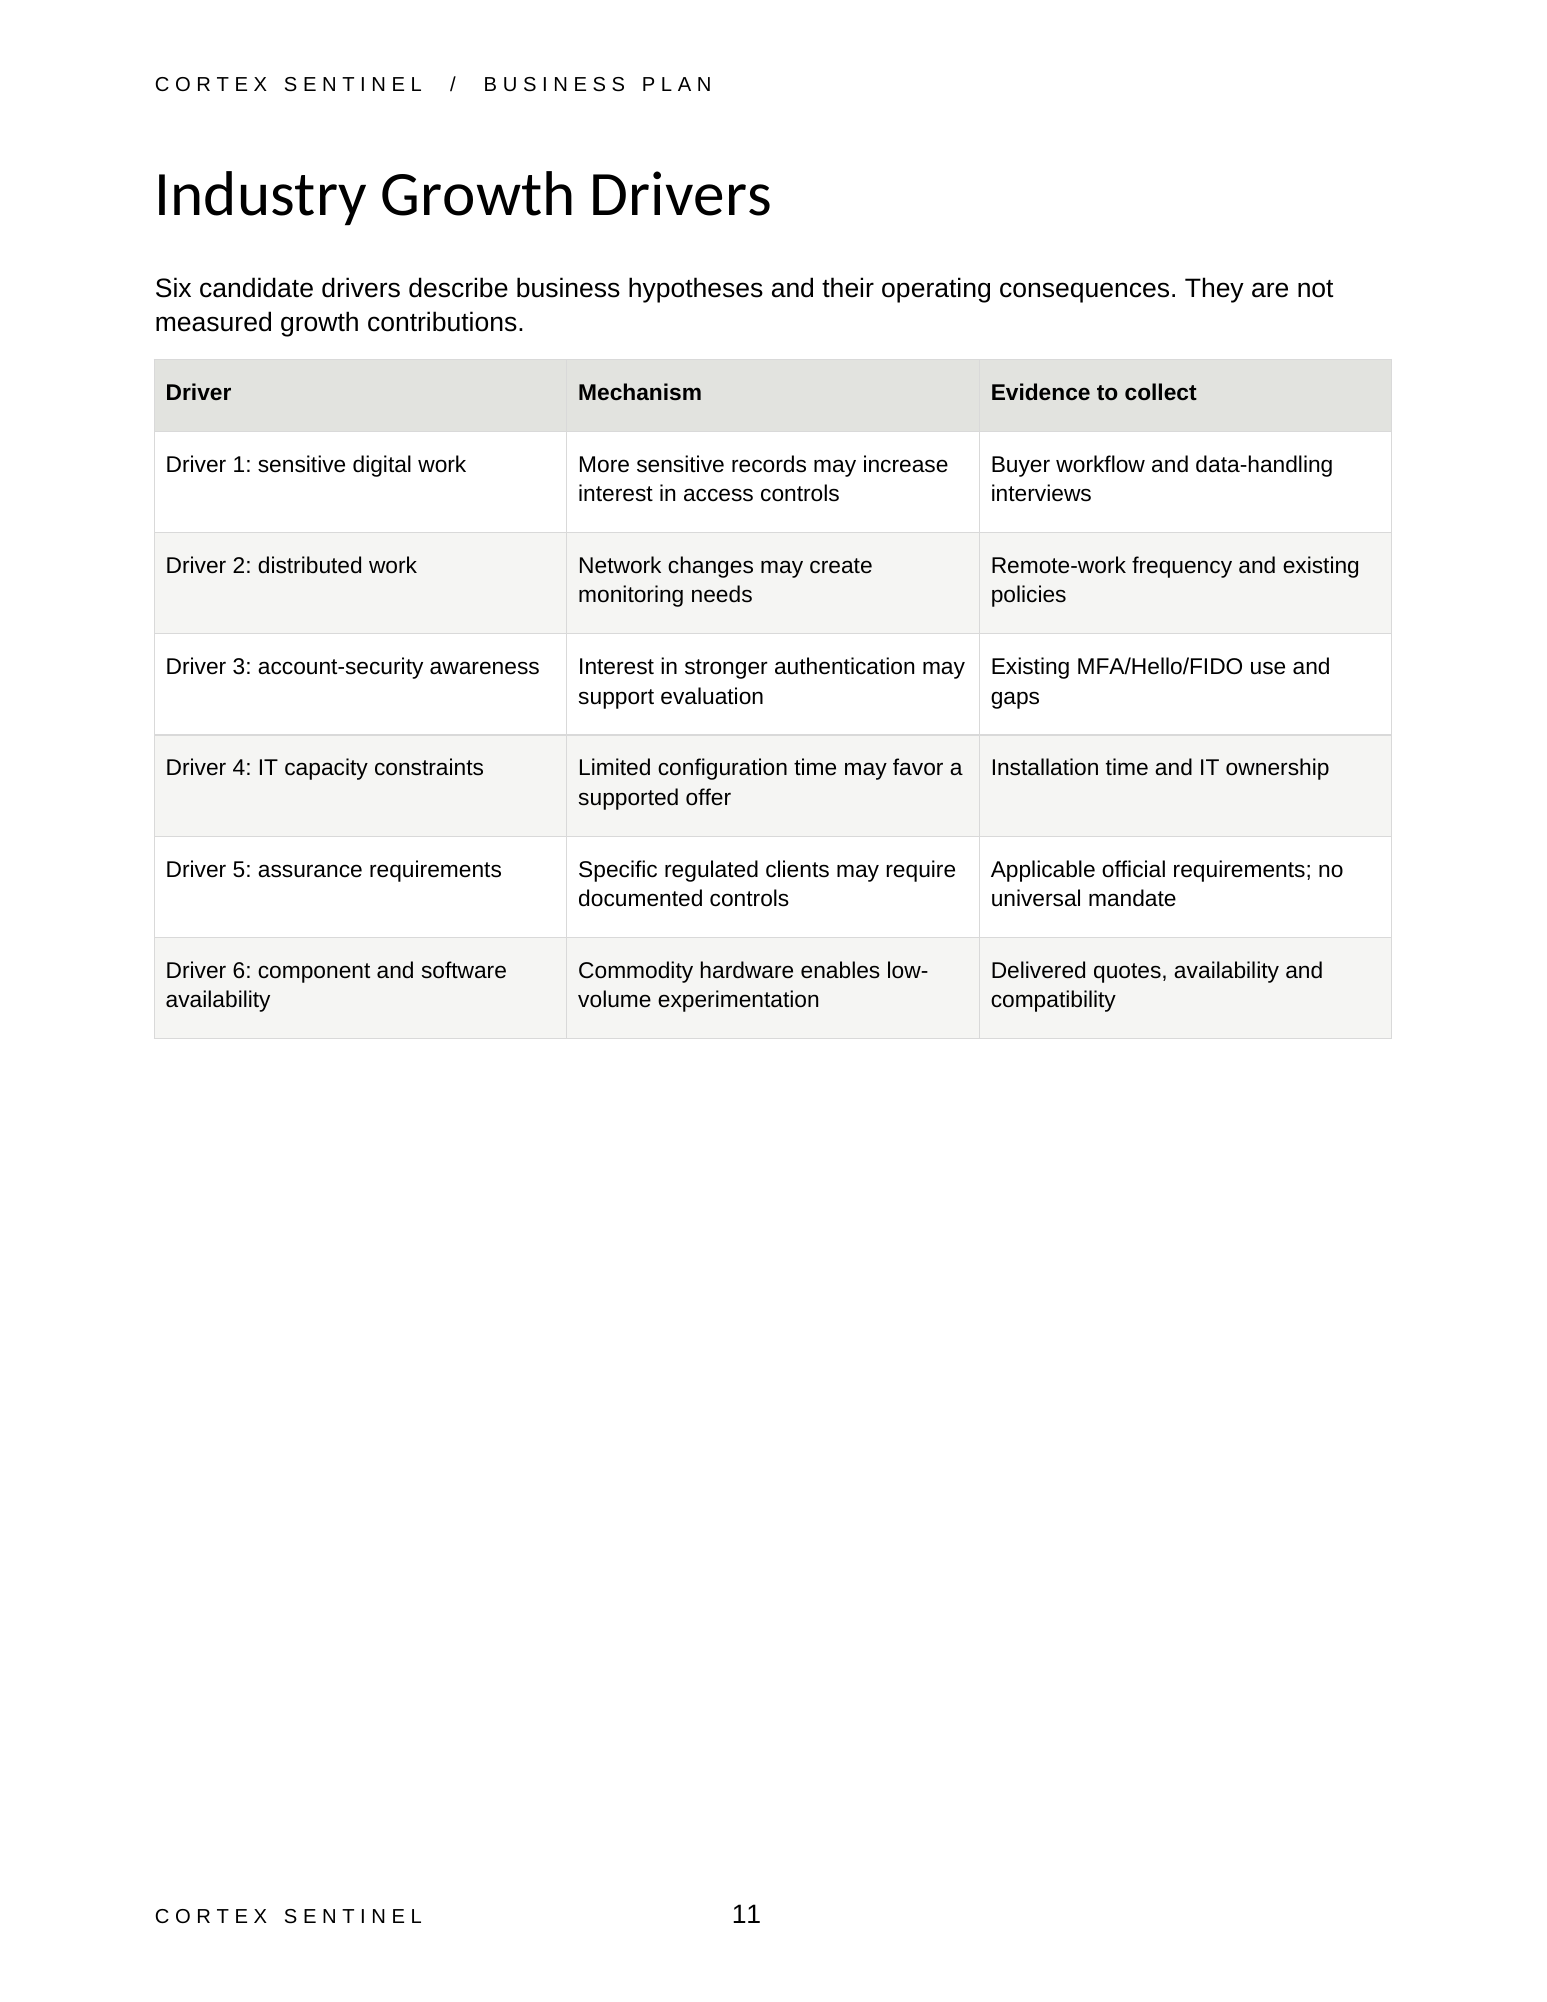 CORTEX SENTINEL / BUSINESS PLAN
Industry Growth Drivers
Six candidate drivers describe business hypotheses and their operating consequences. They are not
measured growth contributions.
Driver
Mechanism
Evidence to collect
Driver 1: sensitive digital work
More sensitive records may increase
interest in access controls
Buyer workflow and data-handling
interviews
Driver 2: distributed work
Network changes may create
monitoring needs
Remote-work frequency and existing
policies
Driver 3: account-security awareness
Interest in stronger authentication may
support evaluation
Existing MFA/Hello/FIDO use and
gaps
Driver 4: IT capacity constraints
Limited configuration time may favor a
supported offer
Installation time and IT ownership
Driver 5: assurance requirements
Specific regulated clients may require
documented controls
Applicable official requirements; no
universal mandate
Driver 6: component and software
availability
Commodity hardware enables low-
volume experimentation
Delivered quotes, availability and
compatibility
CORTEX SENTINEL
11